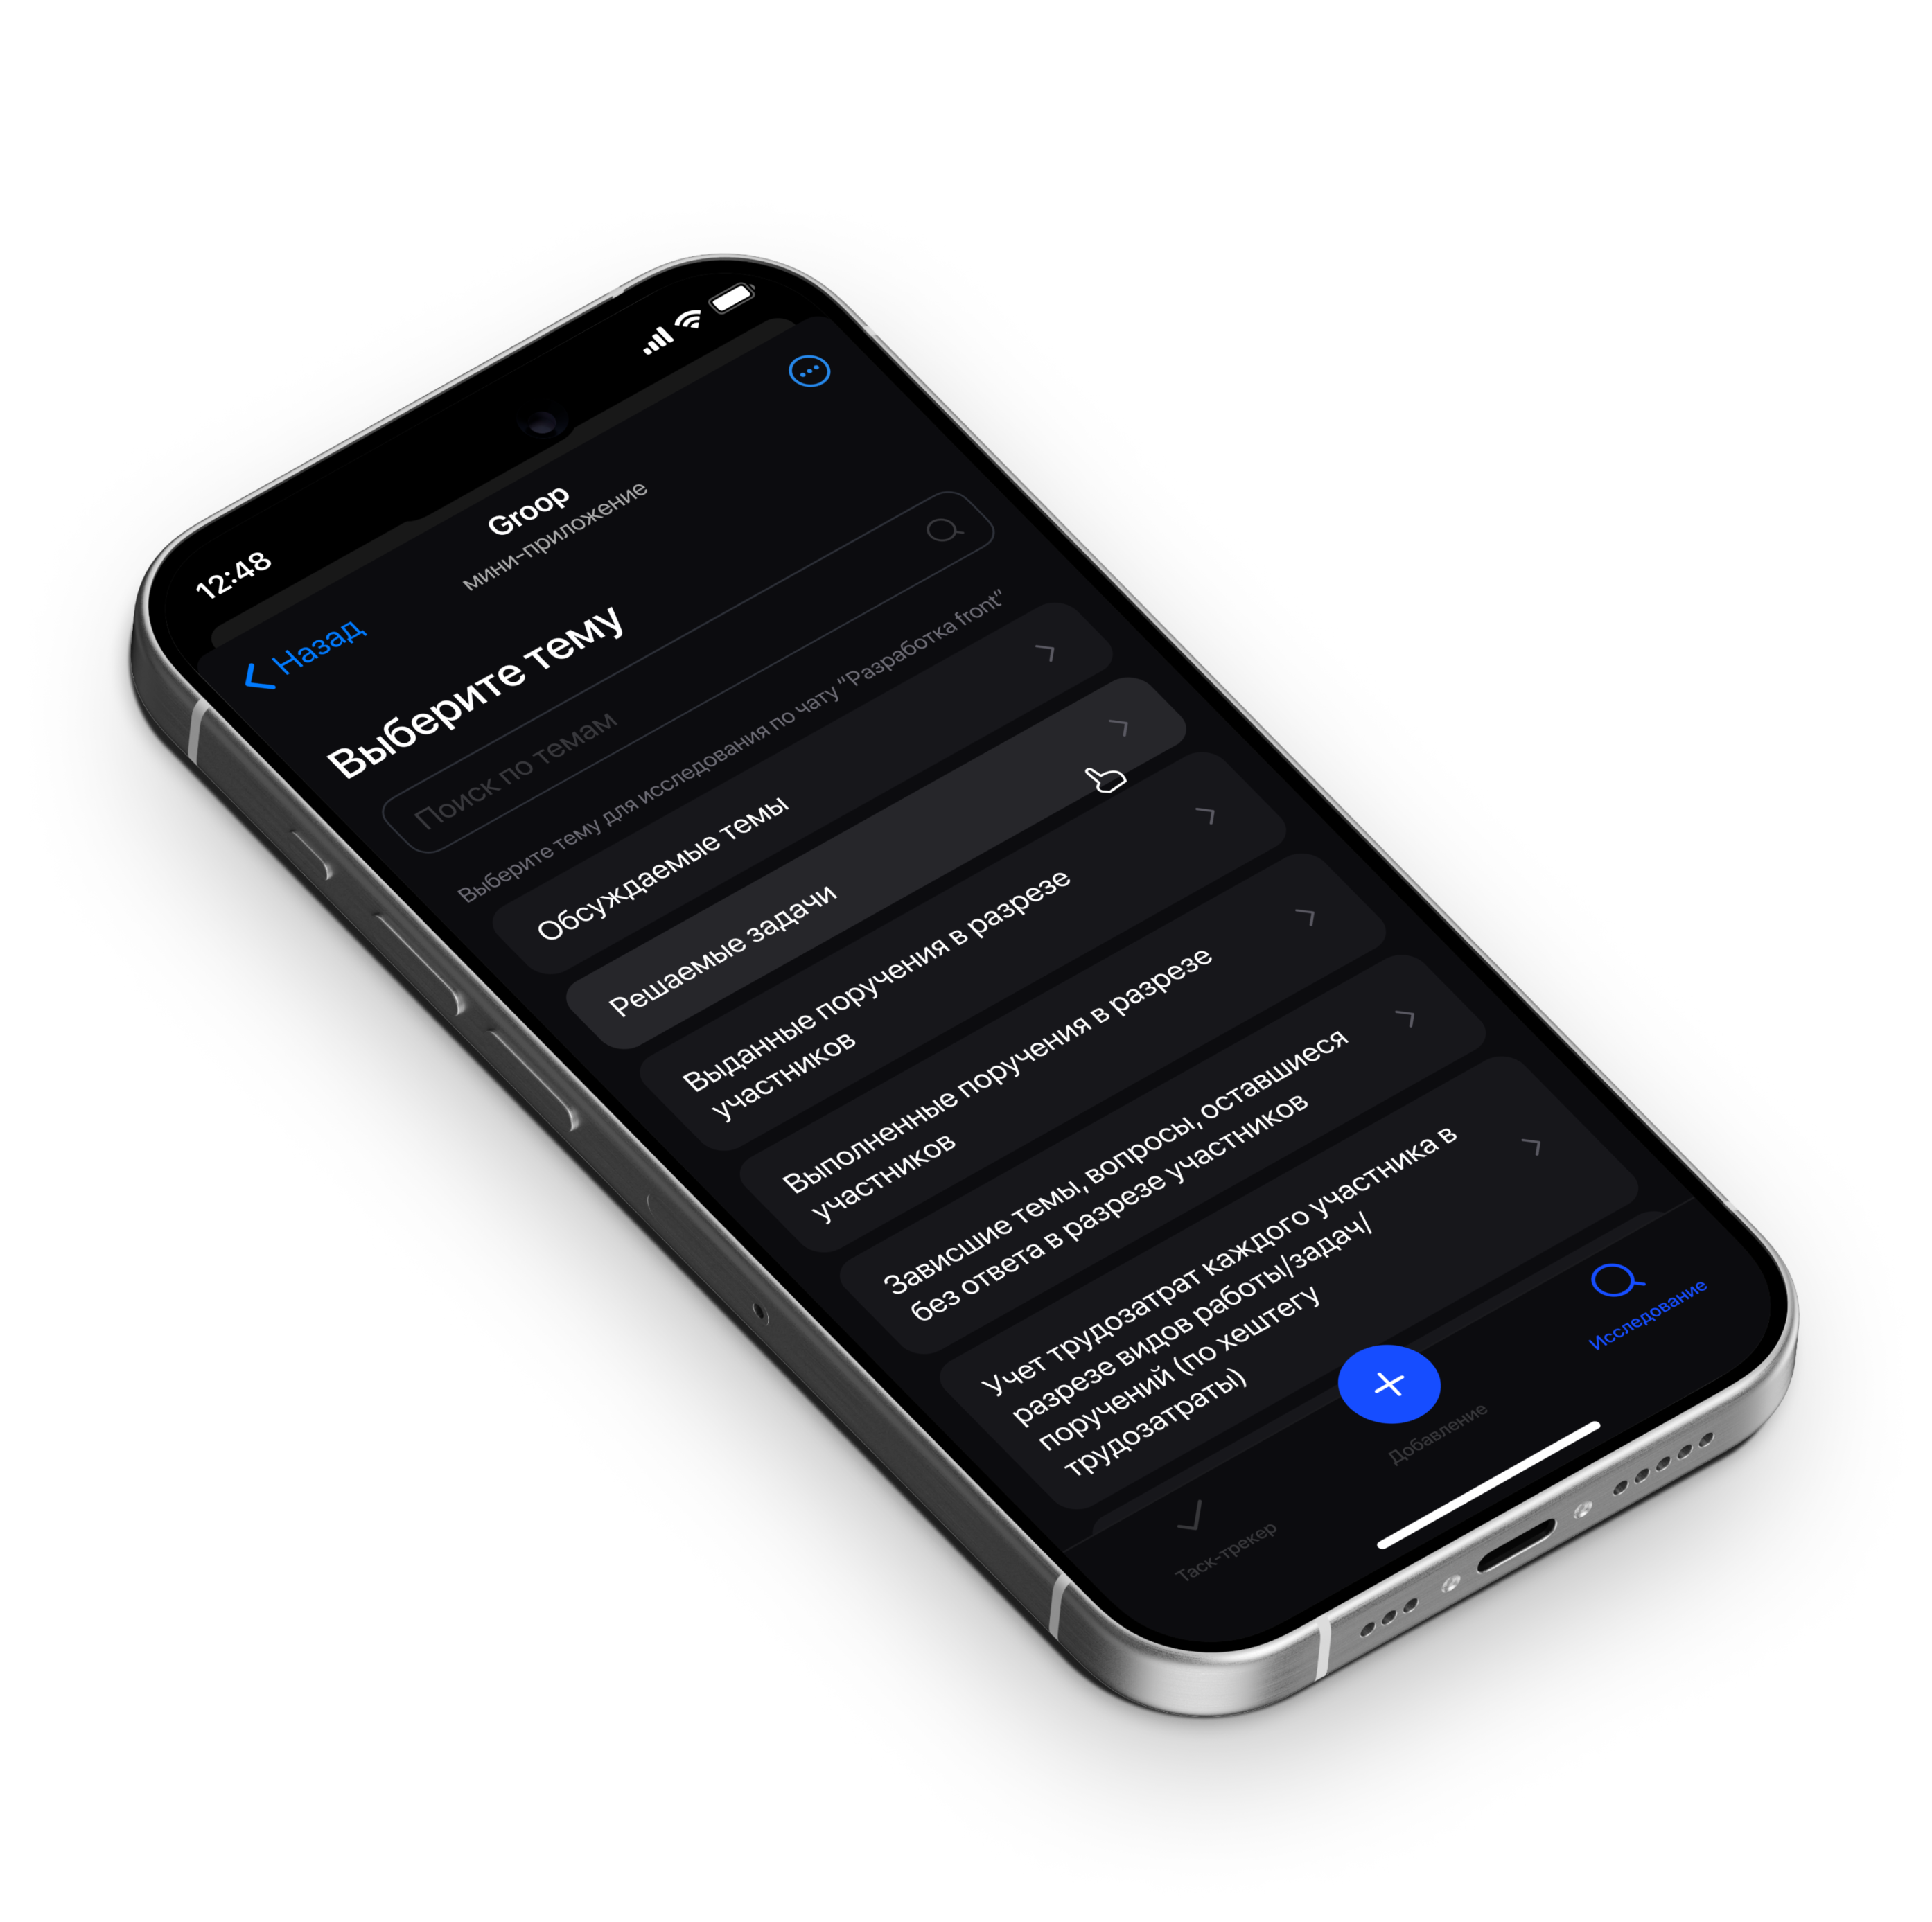 12:48
Назад
Groop
мини-приложение
Выберите тему
Поиск по темам
Выберите тему для исследования по чату "Разработка front"
Обсуждаемые темы
Решаемые задачи
Выданные поручения в разрезе
участников
Выполненные поручения в разрезе
участников
Зависшие темы, вопросы, оставшиеся
без ответа в разрезе участников
Учет трудозатрат каждого участника в
разрезе видов работы/задач/
поручений (по хештегу
трудозатраты)
Таск-трекер
Добавление
Исследование